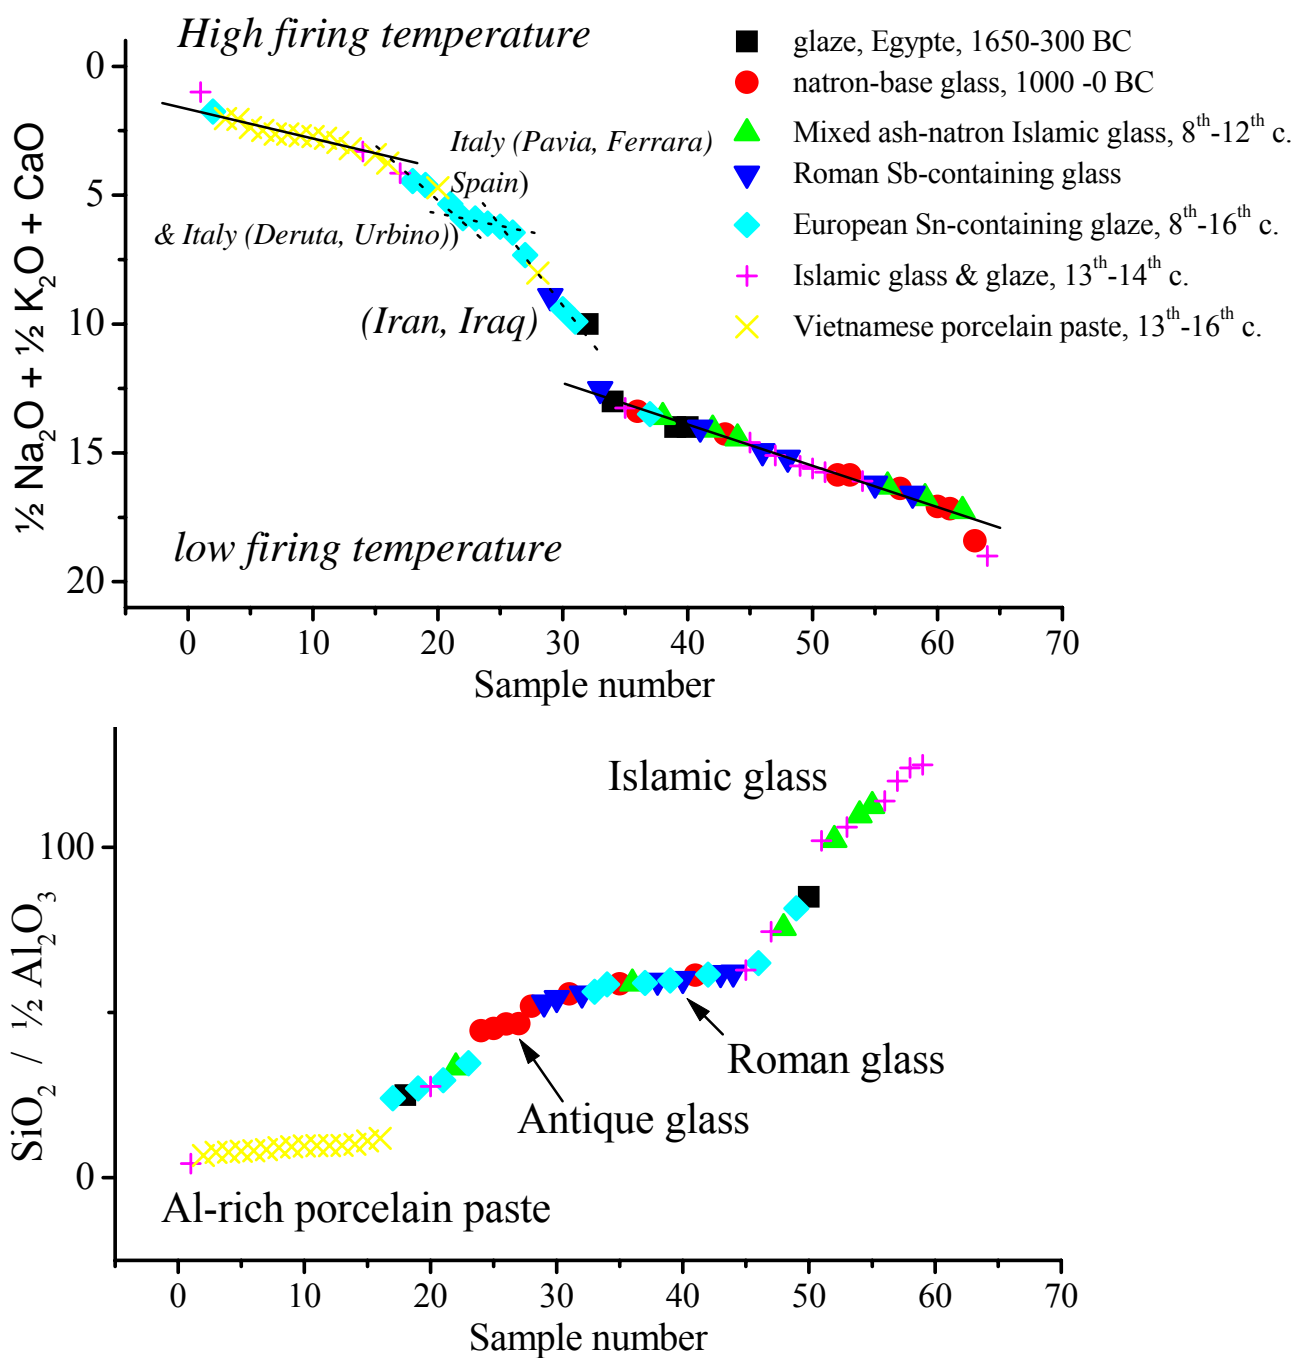 High firing temperature
glaze, Egypte, 1650-300 BC
natron-base glass, 1000 -0 BC
Mixed ash-natron Islamic glass, 8th-12th c.
Roman Sb-containing glass
European Sn-containing glaze, 8th-16th c.
Islamic glass & glaze, 13th-14th c.
Vietnamese porcelain paste, 13th-16th c.
Italy (Pavia, Ferrara)
Spain)
& Italy (Deruta, Urbino))
(Iran, Iraq)
low firing temperature
½ Na2O + ½ K2O + CaO
0
5
10
15
20
0 10 20 30 40 50 60 70
Sample number
Islamic glass
Roman glass
Antique glass
Al-rich porcelain paste
SiO2 / ½ Al2O3
100
0
0 10 20 30 40 50 60 70
Sample number